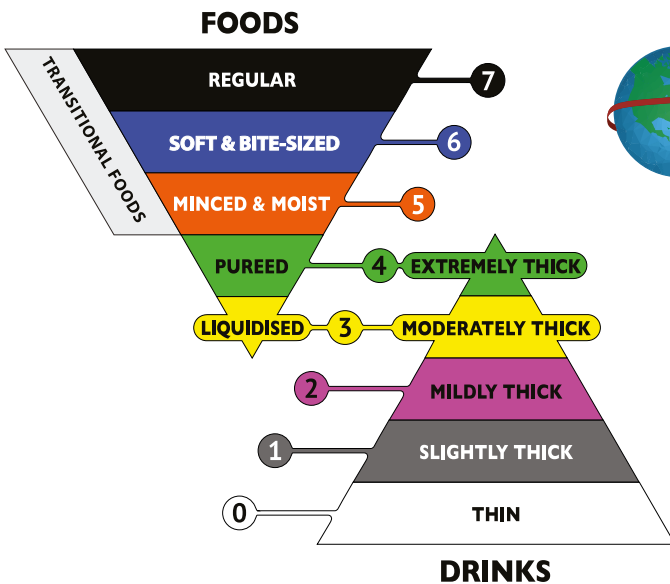 FOODS
TRANSITIONAL FOODS
REGULAR
7
SOFT & BITE-SIZED
6
MINCED & MOIST
5
PUREED
4
EXTREMELY THICK
LIQUIDISED
3
MODERATELY THICK
2
MILDLY THICK
1
SLIGHTLY THICK
0
THIN
DRINKS